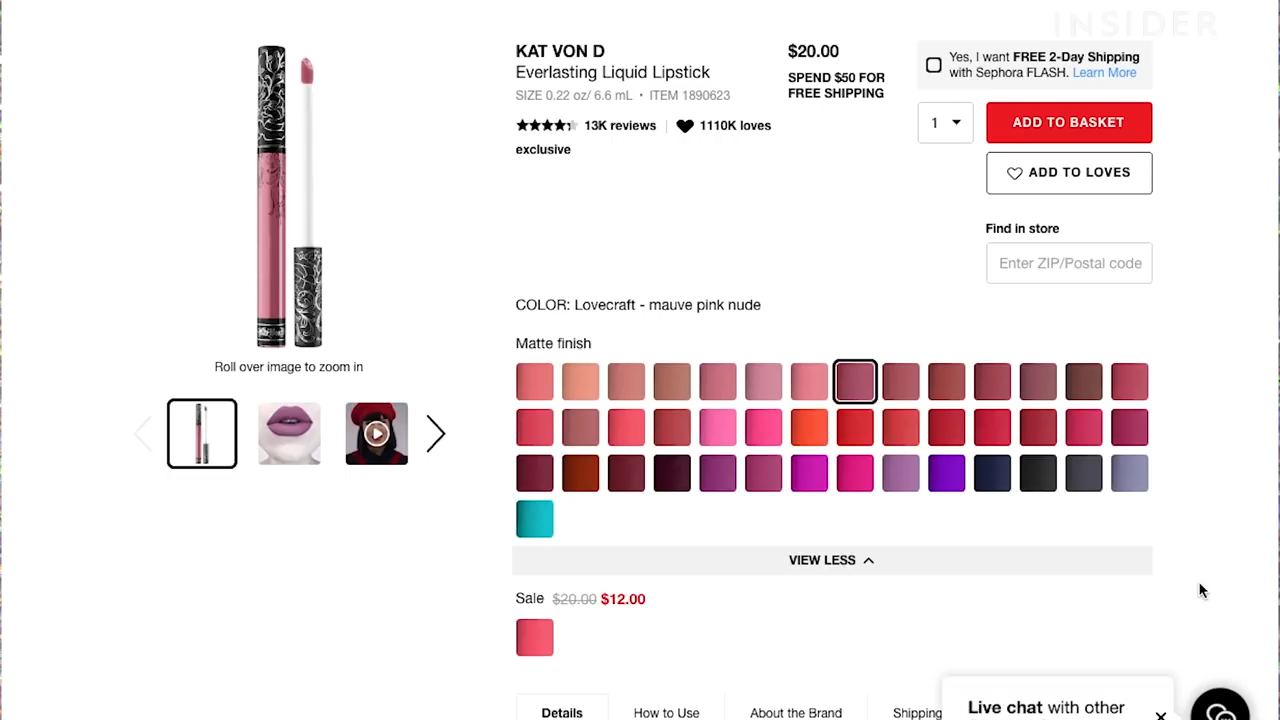 INSIDER
KAT VON D
Everlasting Liquid Lipstick
SIZE 0.22 oz/ 6.6 mL • ITEM 1890623
13K reviews
1110K loves
exclusive
$20.00
SPEND $50 FOR
FREE SHIPPING
Yes, I want FREE 2-Day Shipping
with Sephora FLASH. Learn More
1
ADD TO BASKET
ADD TO LOVES
Find in store
Enter ZIP/Postal code
Roll over image to zoom in
COLOR: Lovecraft - mauve pink nude
Matte finish
VIEW LESS
Sale $20.00 $12.00
Details
How to Use
About the Brand
Shipping
Live chat with other